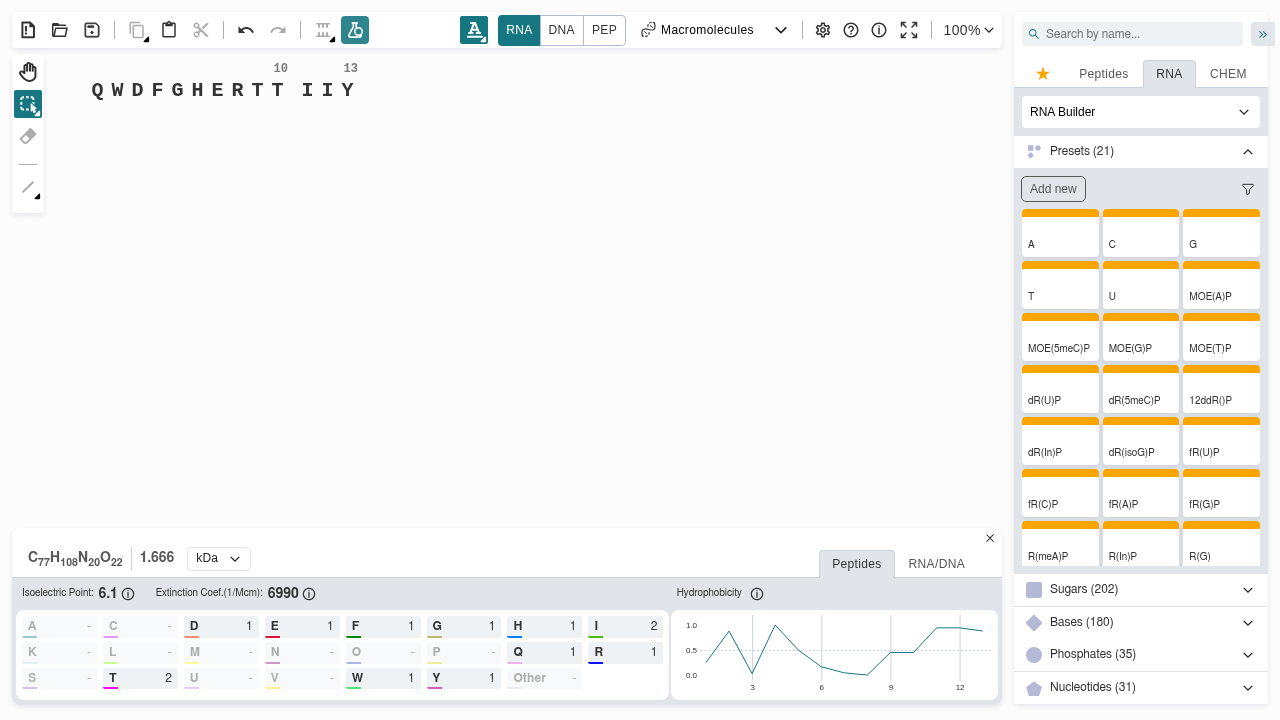 RNA DNA PEP Macromolecules 100%
10 13
Q W D F G H E R T T I I Y
Search by name...
Peptides RNA CHEM
RNA Builder
Presets (21)
Add new
A C G
T U MOE(A)P
MOE(5meC)P MOE(G)P MOE(T)P
dR(U)P dR(5meC)P 12ddR()P
dR(In)P dR(isoG)P fR(U)P
fR(C)P fR(A)P fR(G)P
R(meA)P R(In)P R(G)
Sugars (202)
Bases (180)
Phosphates (35)
Nucleotides (31)
C77H108N20O22 1.666 kDa
Peptides RNA/DNA
Isoelectric Point: 6.1 Extinction Coef.(1/Mcm): 6990 Hydrophobicity
A - C - D 1 E 1 F 1 G 1 H 1 I 2
K - L - M - N - O - P - Q 1 R 1
S - T 2 U - V - W 1 Y 1 Other -
1.0
0.5
0.0
3 6 9 12